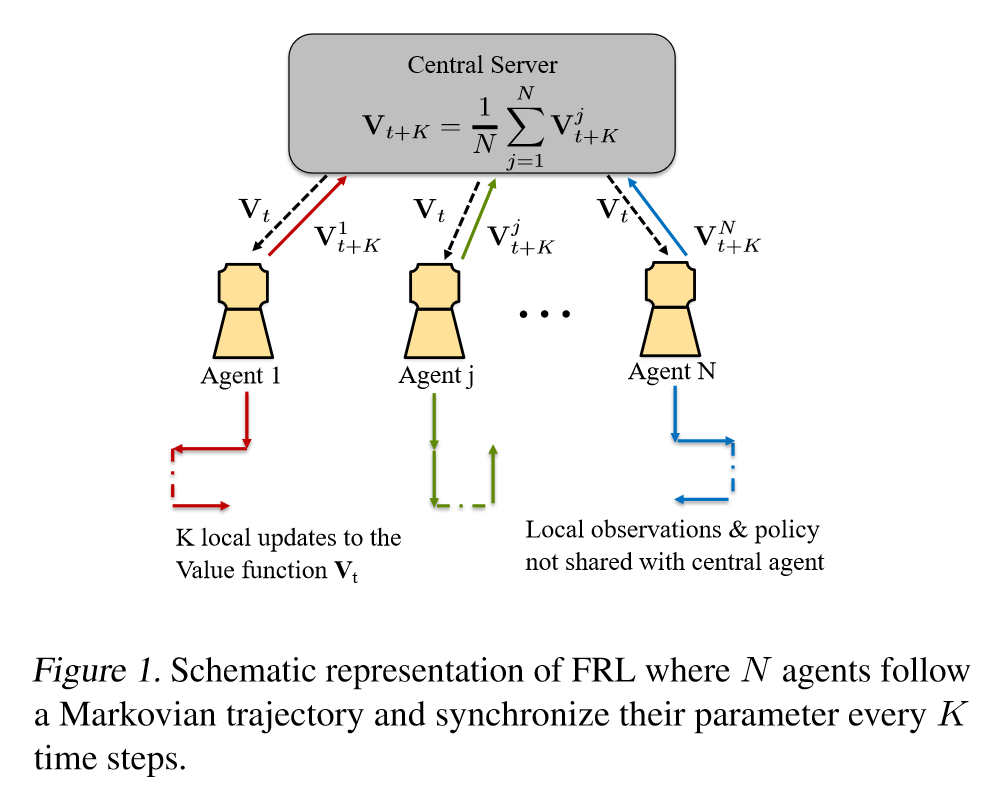 Central Server
$\mathbf{V}_{t+K} = \frac{1}{N} \sum_{j=1}^{N} \mathbf{V}_{t+K}^{j}$
$\mathbf{V}_t$
$\mathbf{V}_{t+K}^{1}$
$\mathbf{V}_t$
$\mathbf{V}_{t+K}^{j}$
$\mathbf{V}_t$
$\mathbf{V}_{t+K}^{N}$
• • •
Agent 1
Agent j
Agent N
K local updates to the
Value function $\mathbf{V}_t$
Local observations & policy
not shared with central agent
Figure 1. Schematic representation of FRL where $N$ agents follow
a Markovian trajectory and synchronize their parameter every $K$
time steps.